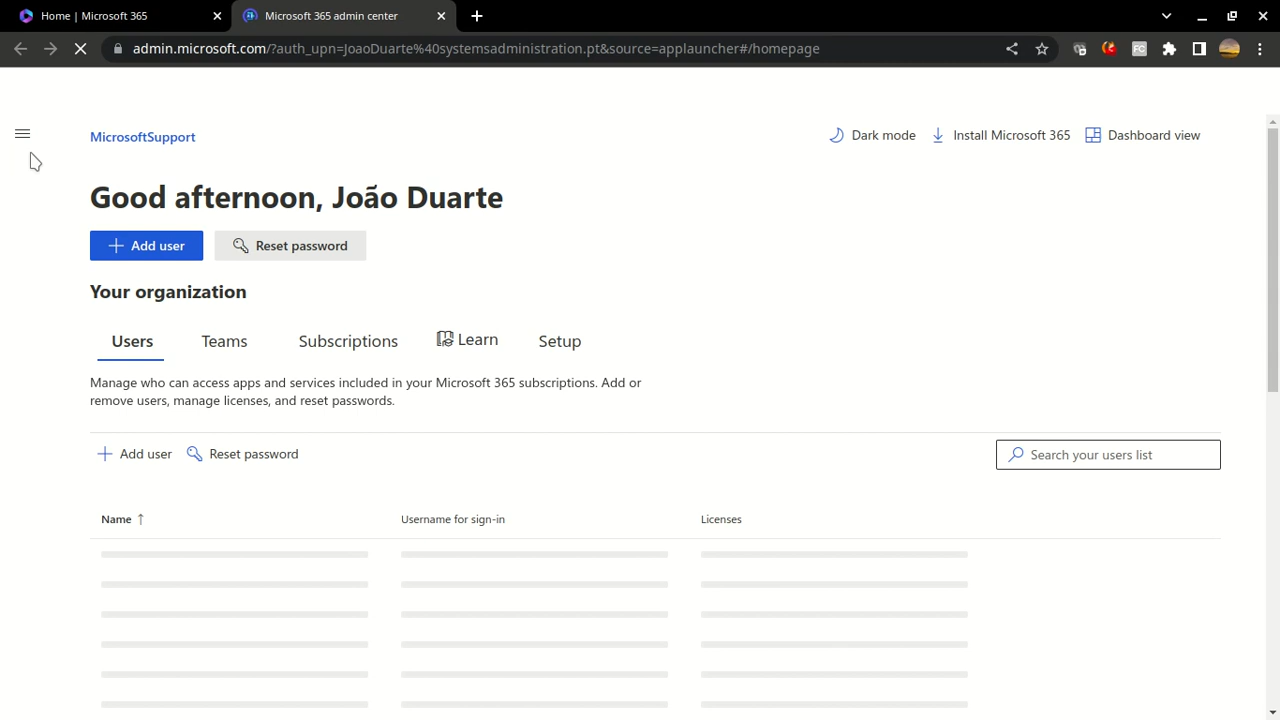 Home | Microsoft 365
Microsoft 365 admin center
admin.microsoft.com/?auth_upn=JoaoDuarte%40systemsadministration.pt&source=applauncher#/homepage
FC
MicrosoftSupport
Dark mode
Install Microsoft 365
Dashboard view
Good afternoon, João Duarte
Add user
Reset password
Your organization
Users
Teams
Subscriptions
Learn
Setup
Manage who can access apps and services included in your Microsoft 365 subscriptions. Add or
remove users, manage licenses, and reset passwords.
Add user
Reset password
Search your users list
Name ↑
Username for sign-in
Licenses